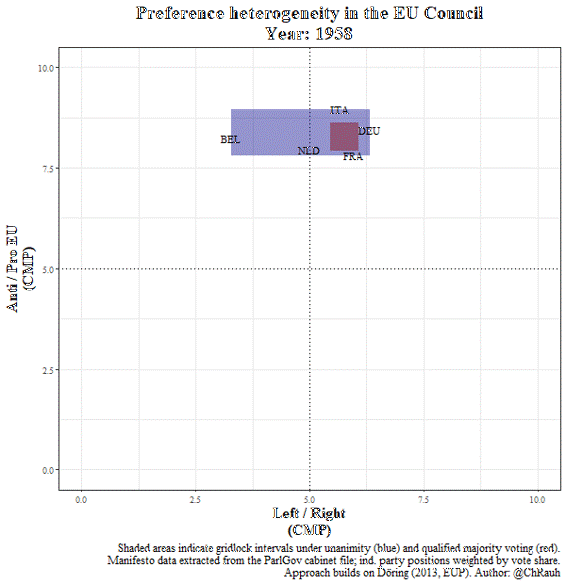 Preference heterogeneity in the EU Council
Year: 1958
10.0
ITA
DEU
BEL
NLD
FRA
7.5
Anti / Pro EU
(CMP)
5.0
2.5
0.0
0.0 2.5 5.0 7.5 10.0
Left / Right
(CMP)
Shaded areas indicate gridlock intervals under unanimity (blue) and qualified majority voting (red).
Manifesto data extracted from the ParlGov cabinet file; ind. party positions weighted by vote share.
Approach builds on Döring (2013, EUP). Author: @ChRauh